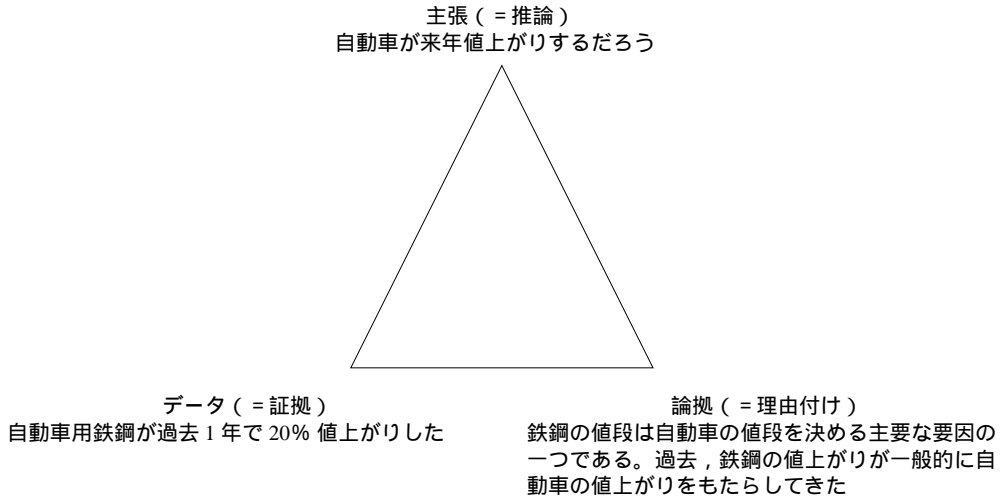 主張(=推論)
自動車が来年値上がりするだろう
データ(=証拠)
自動車用鉄鋼が過去1年で20%値上がりした
論拠(=理由付け)
鉄鋼の値段は自動車の値段を決める主要な要因の
一つである。過去,鉄鋼の値上がりが一般的に自
動車の値上がりをもたらしてきた